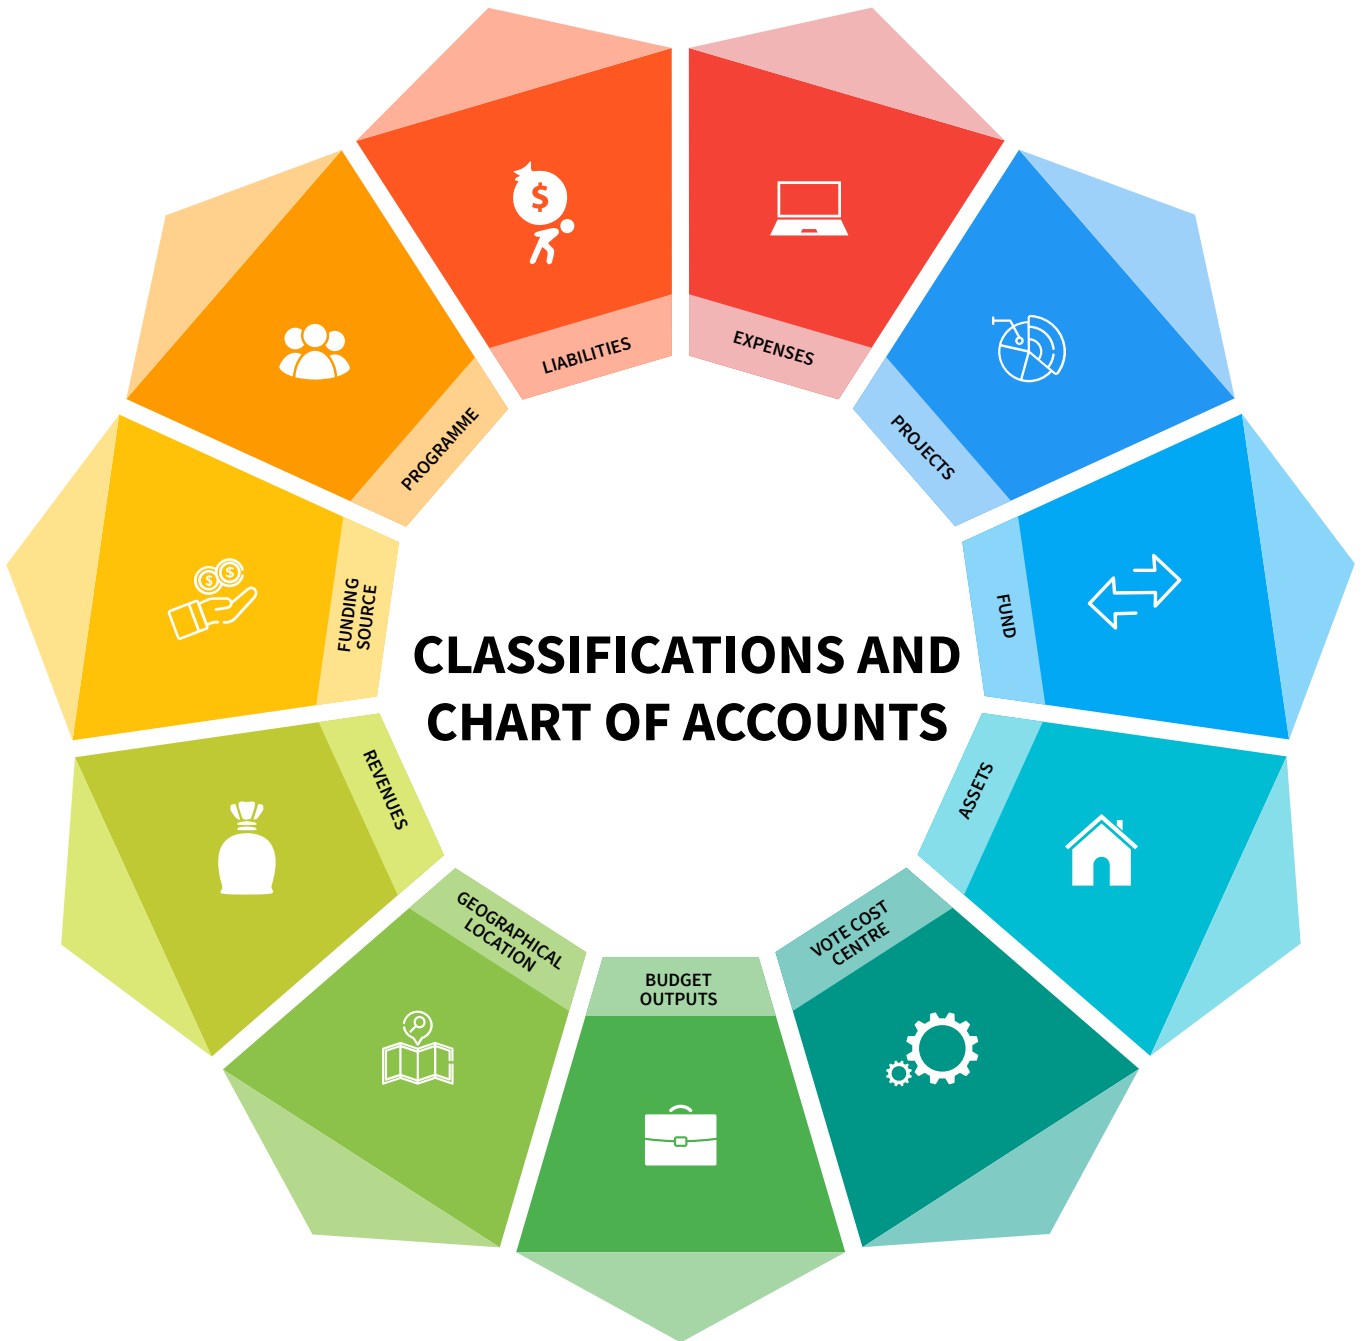 CLASSIFICATIONS AND
CHART OF ACCOUNTS
EXPENSES
PROJECTS
FUND
ASSETS
VOTE COST
CENTRE
BUDGET
OUTPUTS
GEOGRAPHICAL
LOCATION
REVENUES
FUNDING
SOURCE
PROGRAMME
LIABILITIES
$
$
$